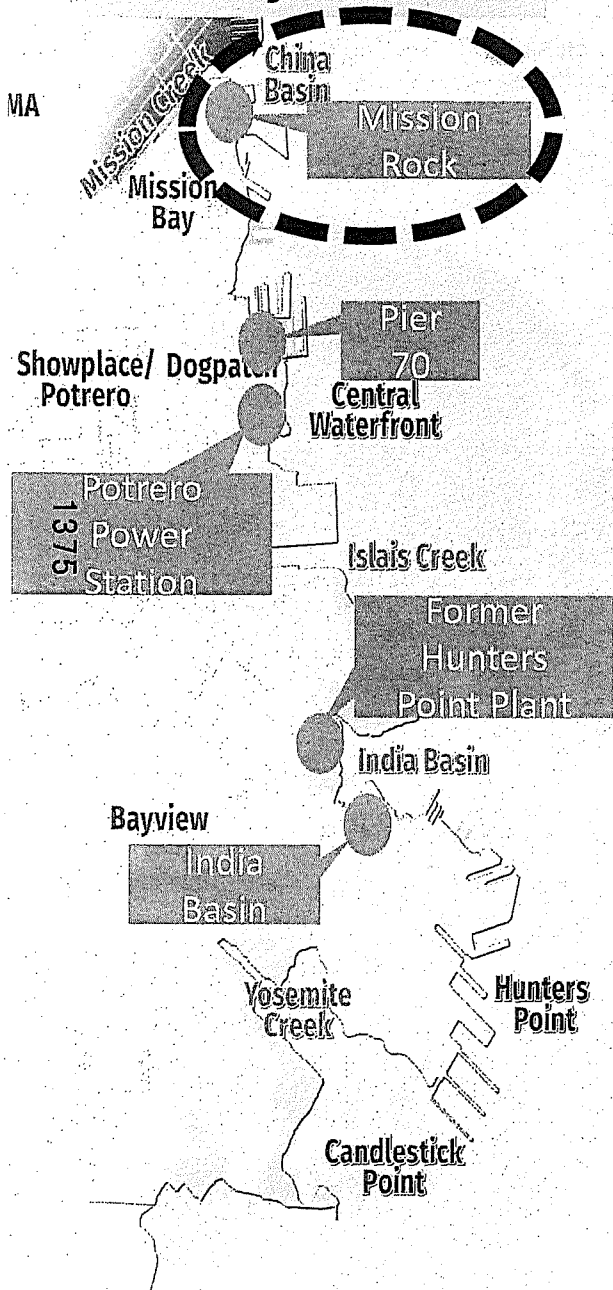 China
Basin
MA
Mission Creek
Mission
Rock
Mission
Bay
Pier
70
Showplace/ Dogpatch
Potrero
Central
Waterfront
Potrero
Power
Station
1375
Islais Creek
Former
Hunters
Point Plant
India Basin
Bayview
India
Basin
Yosemite
Creek
Hunters
Point
Candlestick
Point